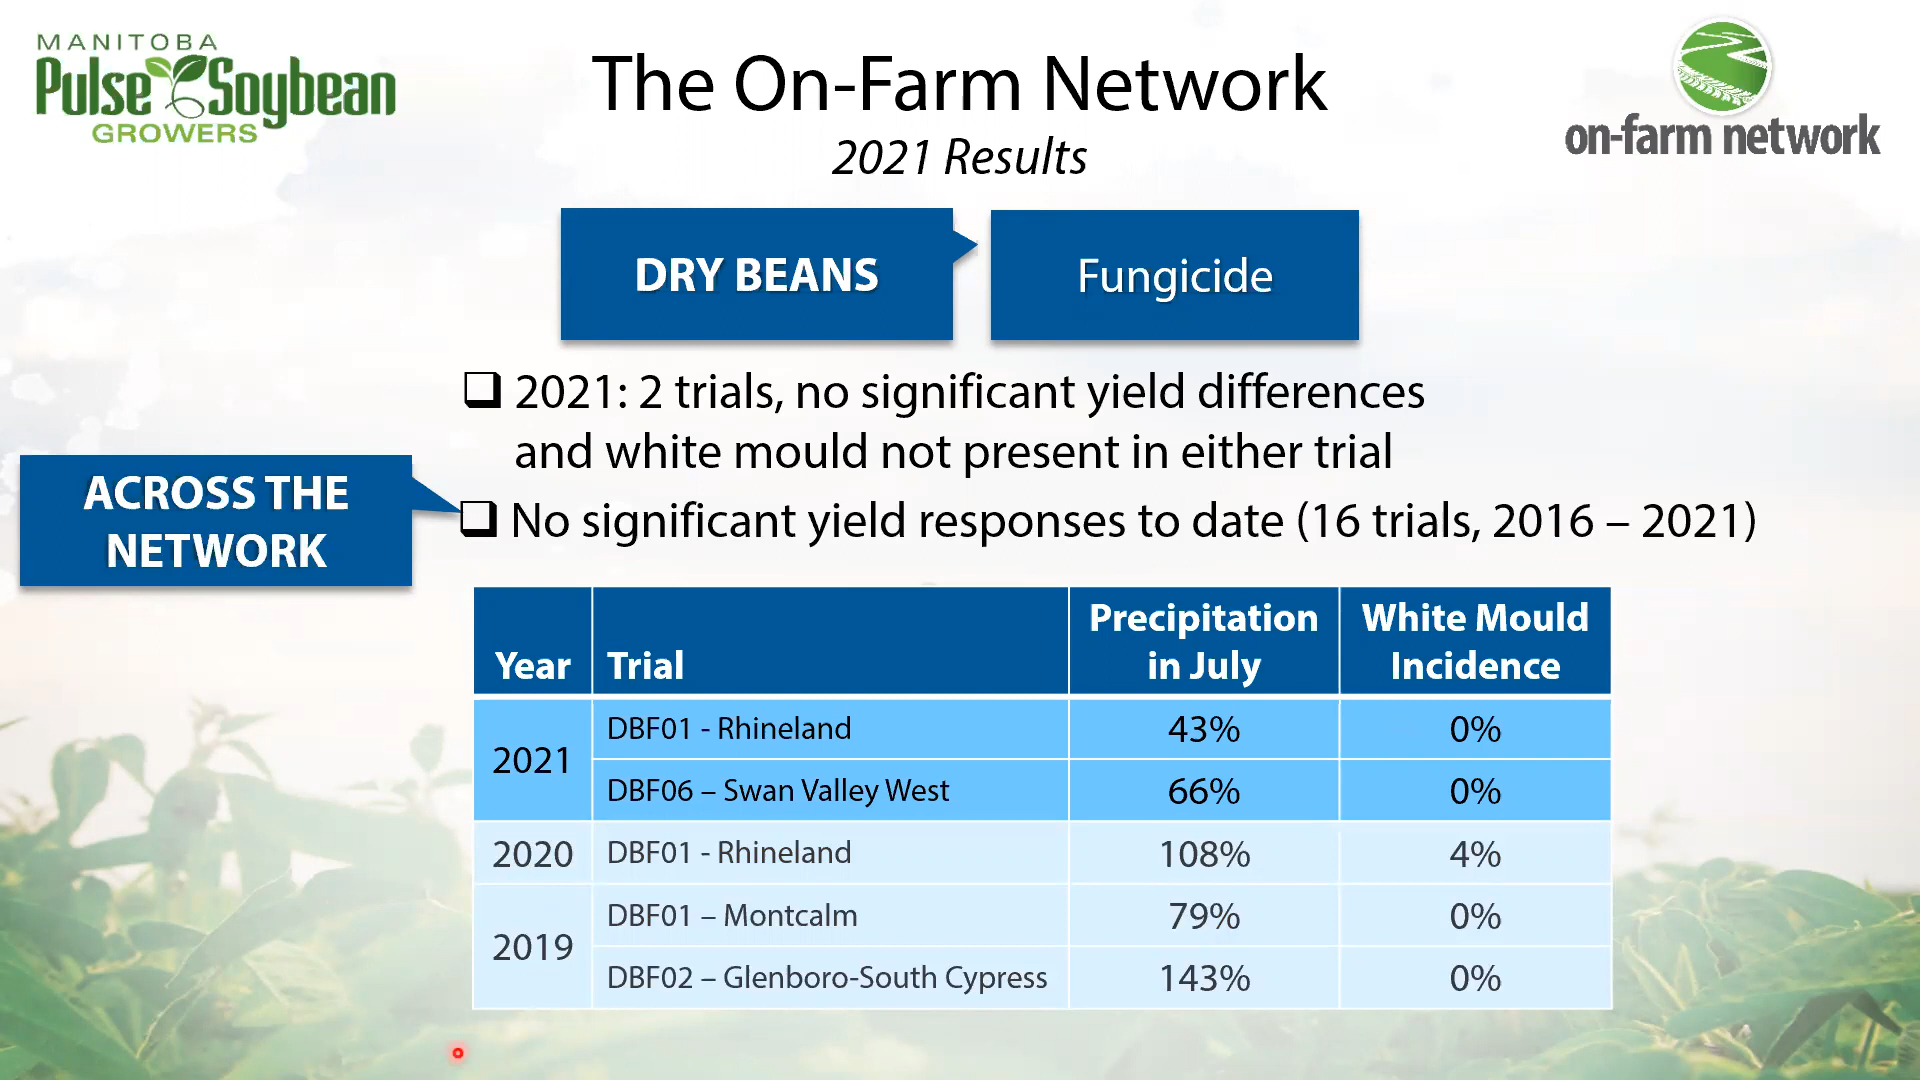 MANITOBA
Pulse Soybean
GROWERS
The On-Farm Network
2021 Results
on-farm network
DRY BEANS
Fungicide
❑ 2021: 2 trials, no significant yield differences
and white mould not present in either trial
ACROSS THE
NETWORK
❑ No significant yield responses to date (16 trials, 2016 – 2021)
Year Trial Precipitation in July White Mould Incidence
2021 DBF01 - Rhineland 43% 0%
DBF06 – Swan Valley West 66% 0%
2020 DBF01 - Rhineland 108% 4%
2019 DBF01 – Montcalm 79% 0%
DBF02 – Glenboro-South Cypress 143% 0%